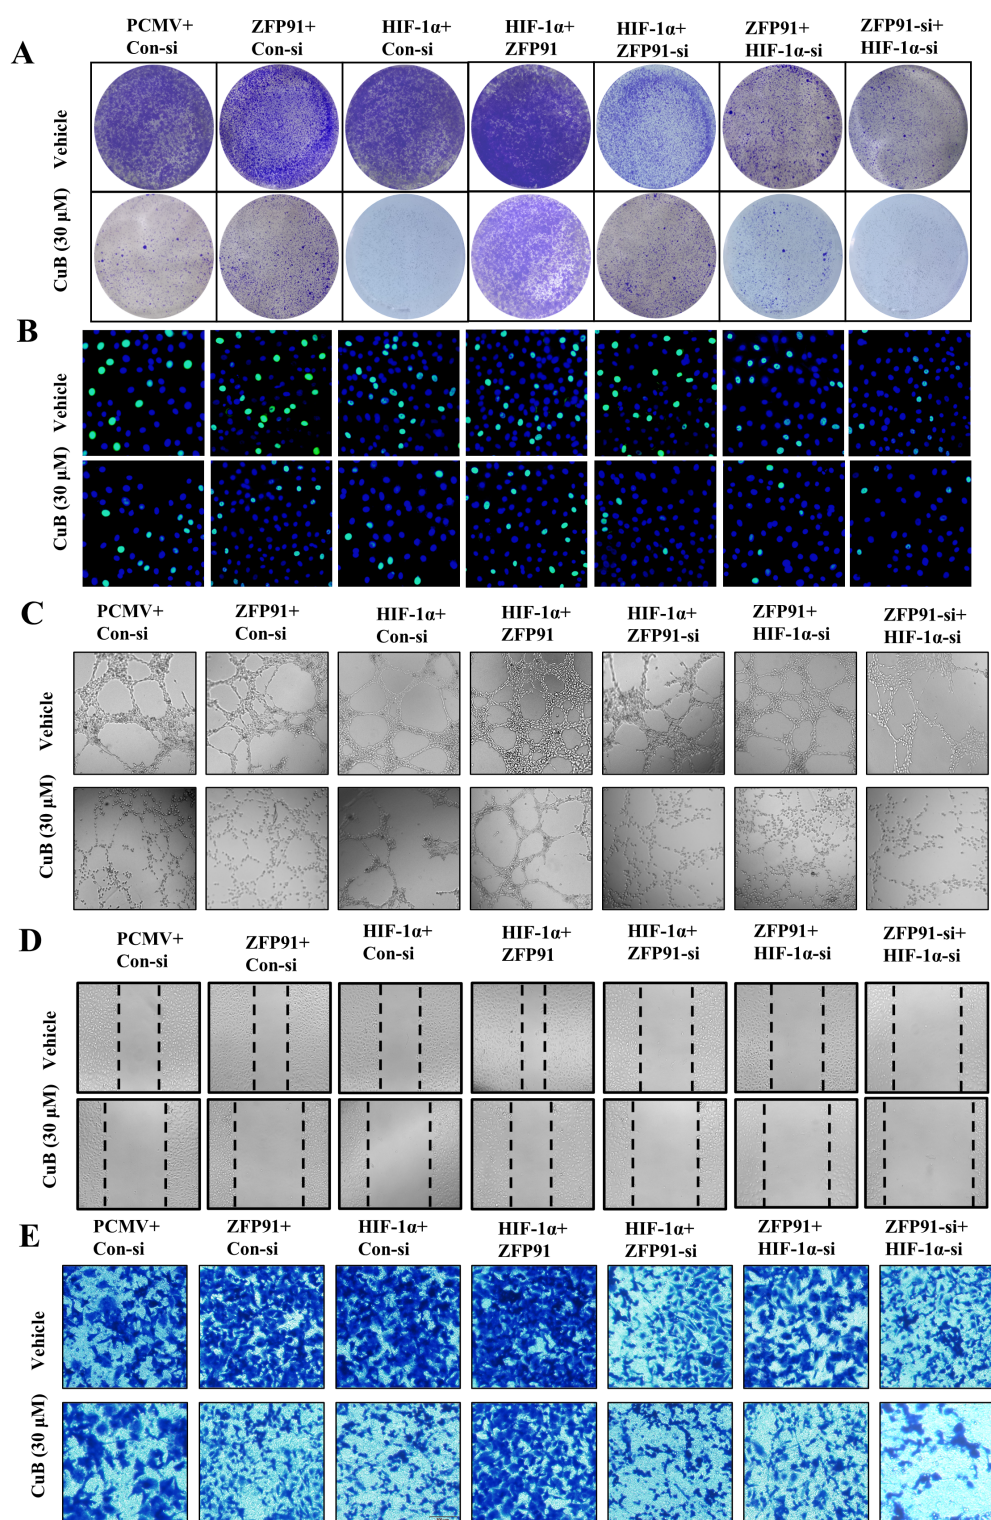 A
PCMV+
Con-si
ZFP91+
Con-si
HIF-1α+
Con-si
HIF-1α+
ZFP91
HIF-1α+
ZFP91-si
ZFP91+
HIF-1α-si
ZFP91-si+
HIF-1α-si
Vehicle
CuB (30 μM)
B
Vehicle
CuB (30 μM)
C
PCMV+
Con-si
ZFP91+
Con-si
HIF-1α+
Con-si
HIF-1α+
ZFP91
HIF-1α+
ZFP91-si
ZFP91+
HIF-1α-si
ZFP91-si+
HIF-1α-si
Vehicle
CuB (30 μM)
D
PCMV+
Con-si
ZFP91+
Con-si
HIF-1α+
Con-si
HIF-1α+
ZFP91
HIF-1α+
ZFP91-si
ZFP91+
HIF-1α-si
ZFP91-si+
HIF-1α-si
Vehicle
CuB (30 μM)
E
PCMV+
Con-si
ZFP91+
Con-si
HIF-1α+
Con-si
HIF-1α+
ZFP91
HIF-1α+
ZFP91-si
ZFP91+
HIF-1α-si
ZFP91-si+
HIF-1α-si
Vehicle
CuB (30 μM)